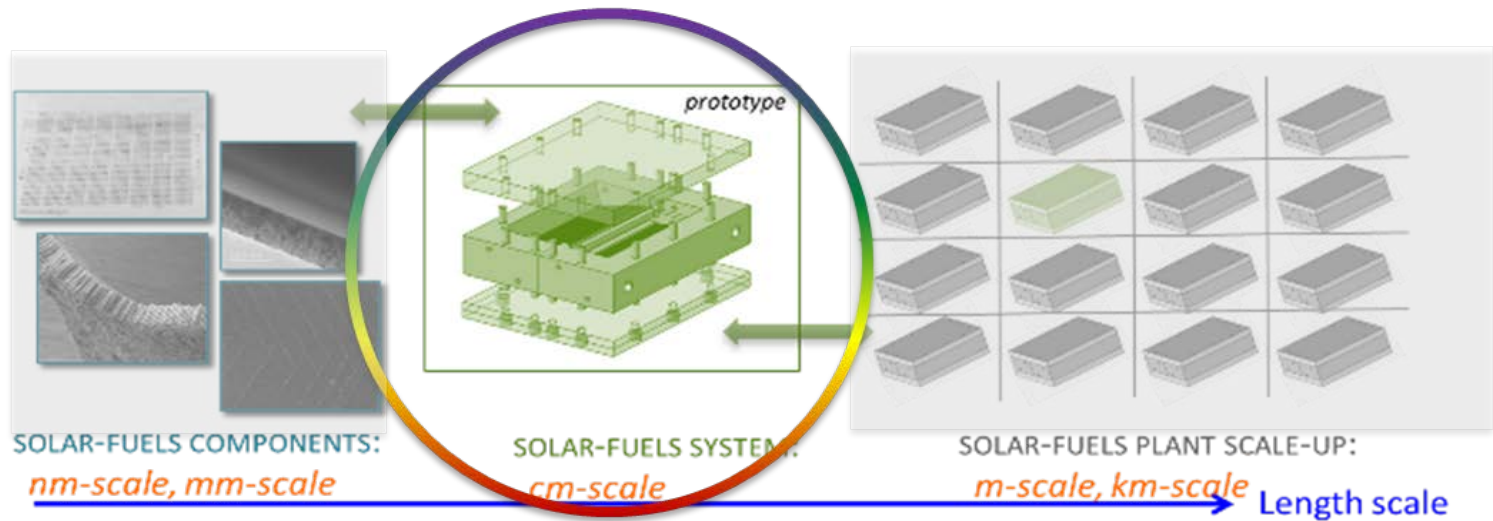 prototype
SOLAR-FUELS COMPONENTS:
nm-scale, mm-scale
SOLAR-FUELS SYSTEM:
cm-scale
SOLAR-FUELS PLANT SCALE-UP:
m-scale, km-scale
Length scale